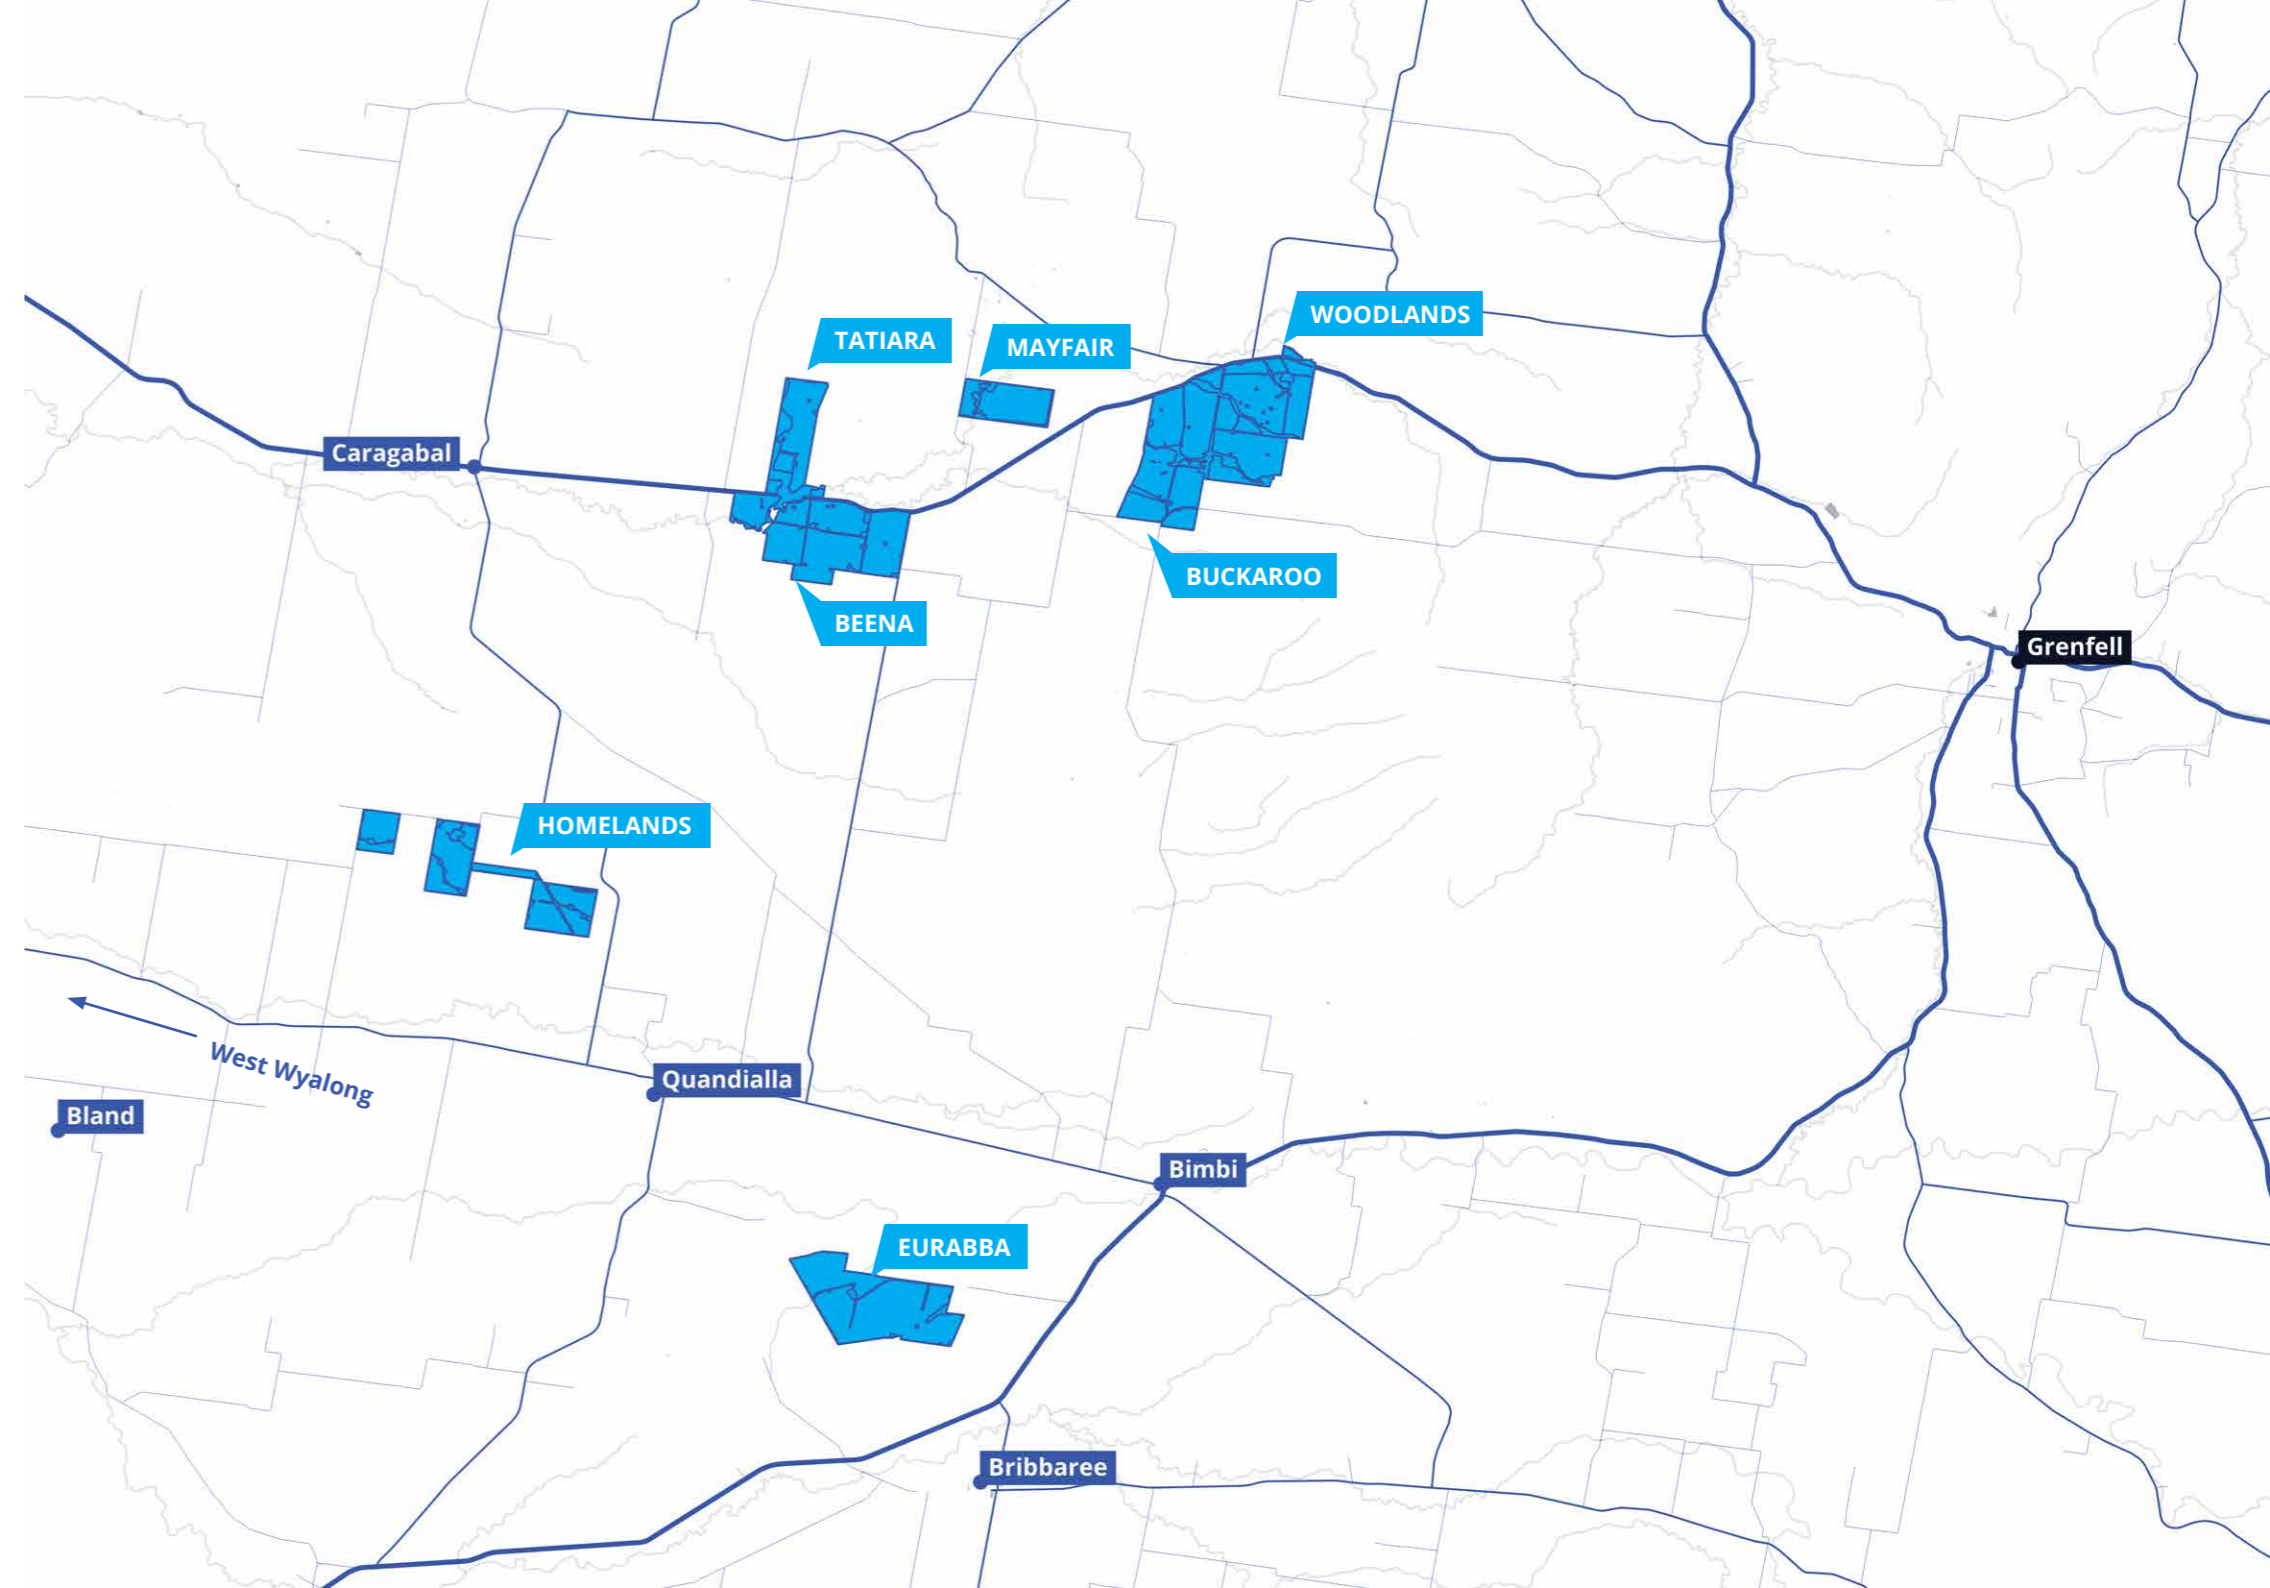 WOODLANDS
TATIARA
MAYFAIR
Caragabal
BUCKAROO
BEENA
Grenfell
HOMELANDS
West Wyalong
Quandialla
Bland
Bimbi
EURABBA
Bribbaree